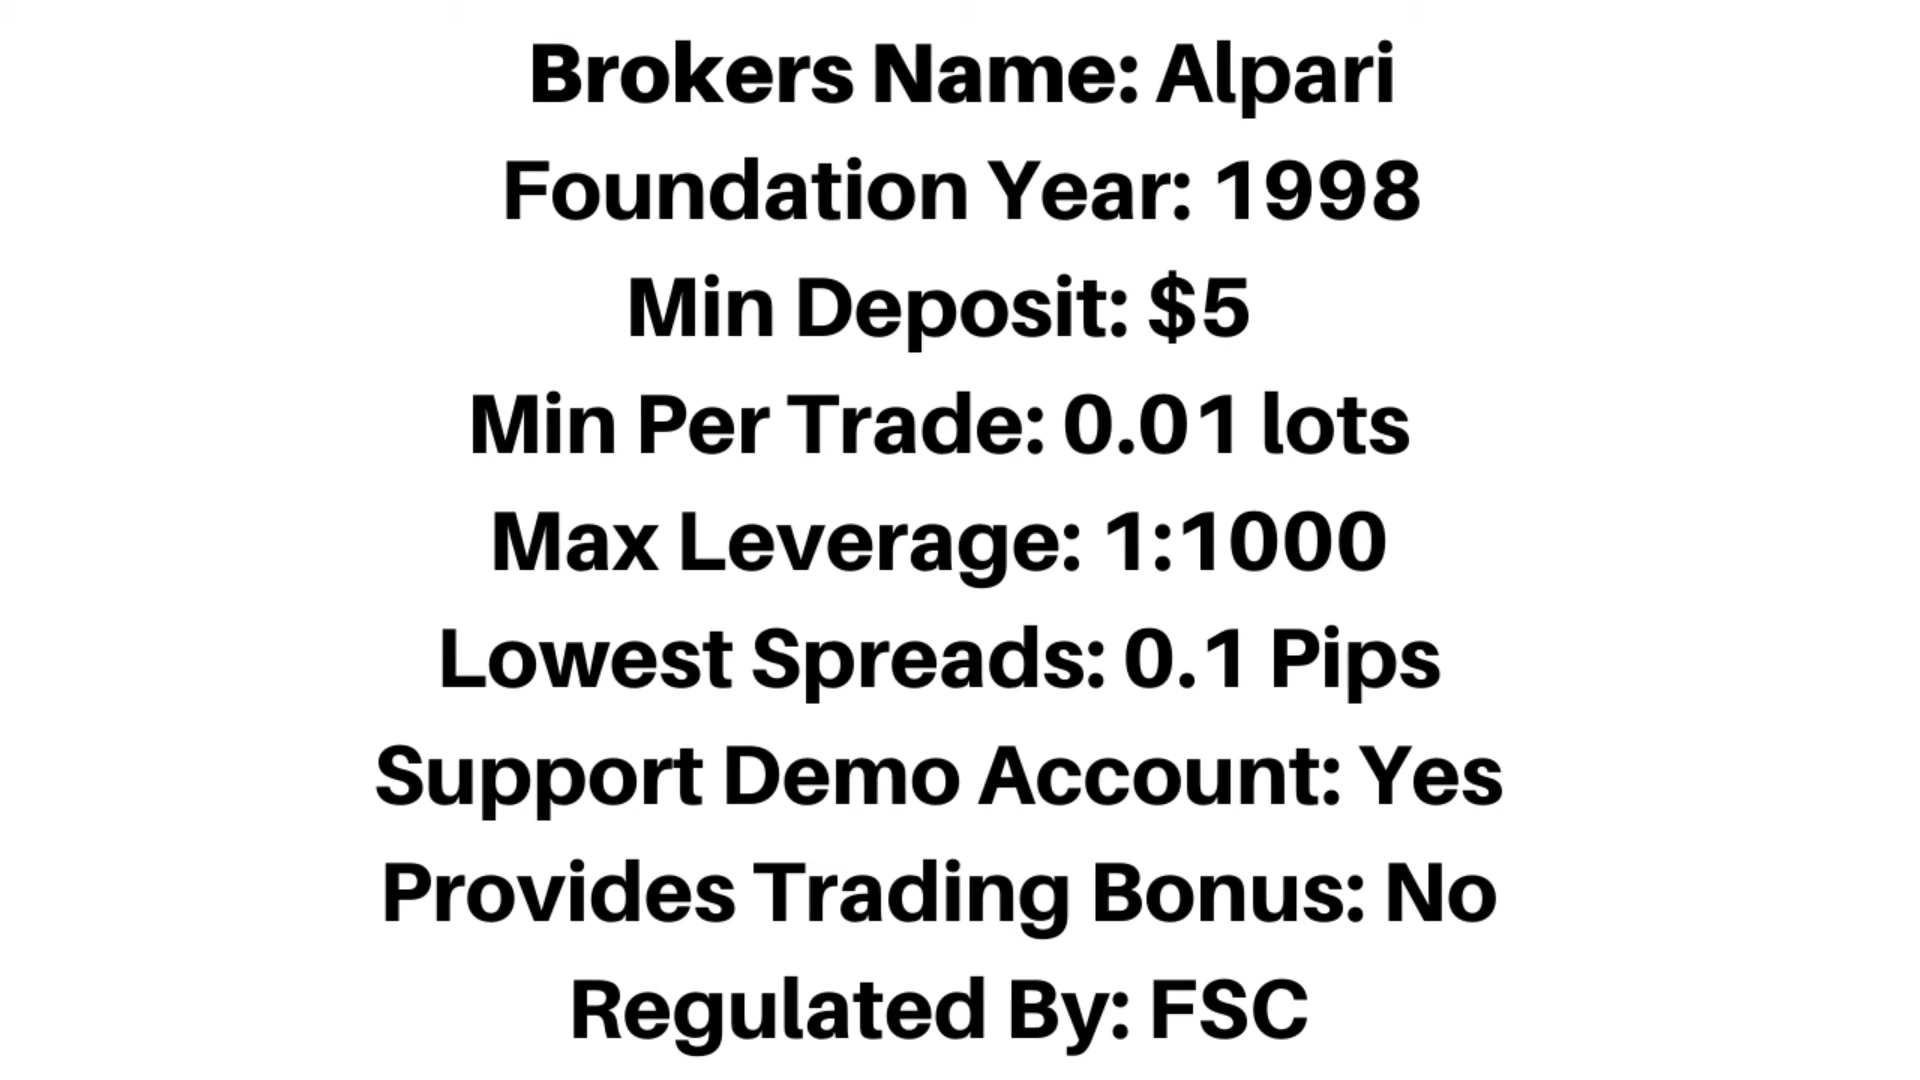 Brokers Name: Alpari
Foundation Year: 1998
Min Deposit: $5
Min Per Trade: 0.01 lots
Max Leverage: 1:1000
Lowest Spreads: 0.1 Pips
Support Demo Account: Yes
Provides Trading Bonus: No
Regulated By: FSC